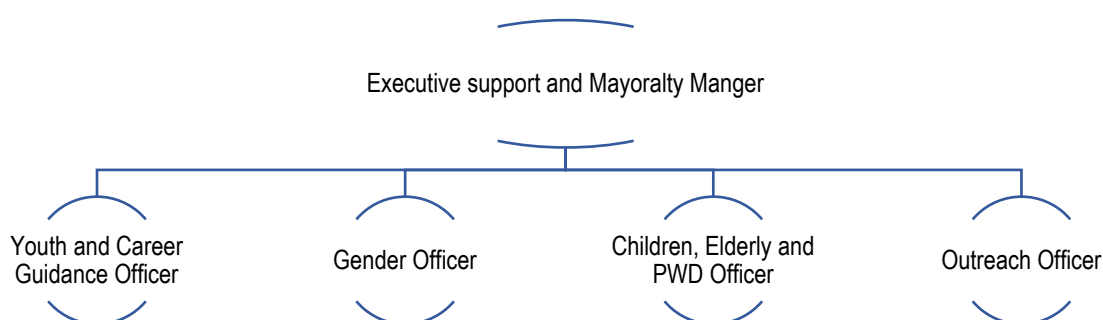 Executive support and Mayoralty Manger
Youth and Career
Guidance Officer
Gender Officer
Children, Elderly and
PWD Officer
Outreach Officer